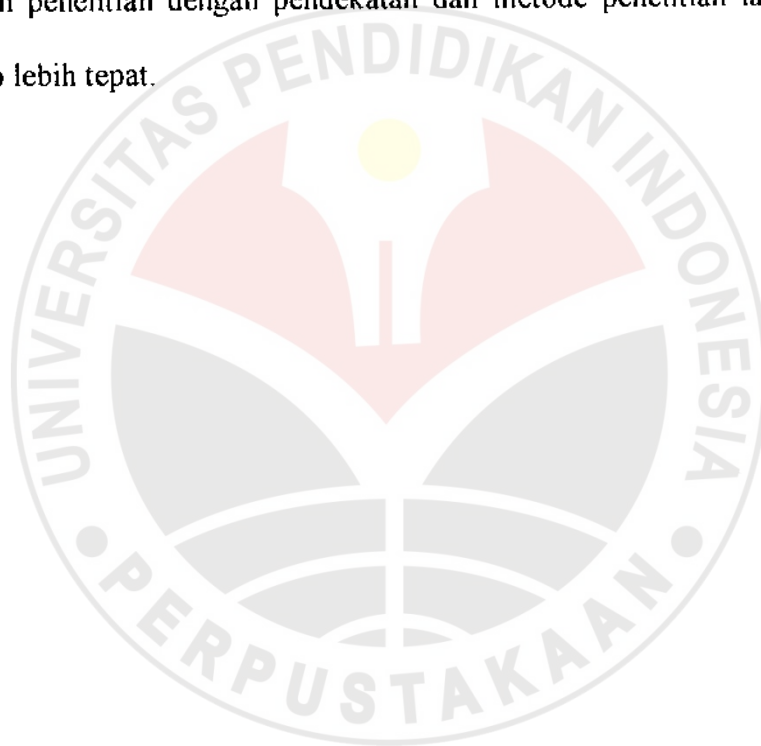 penelitian dengan pendekatan dan metode penelitian
lebih tepat.
UNIVERSITAS PENDIDIKAN INDONESIA
PERPUSTAKAAN